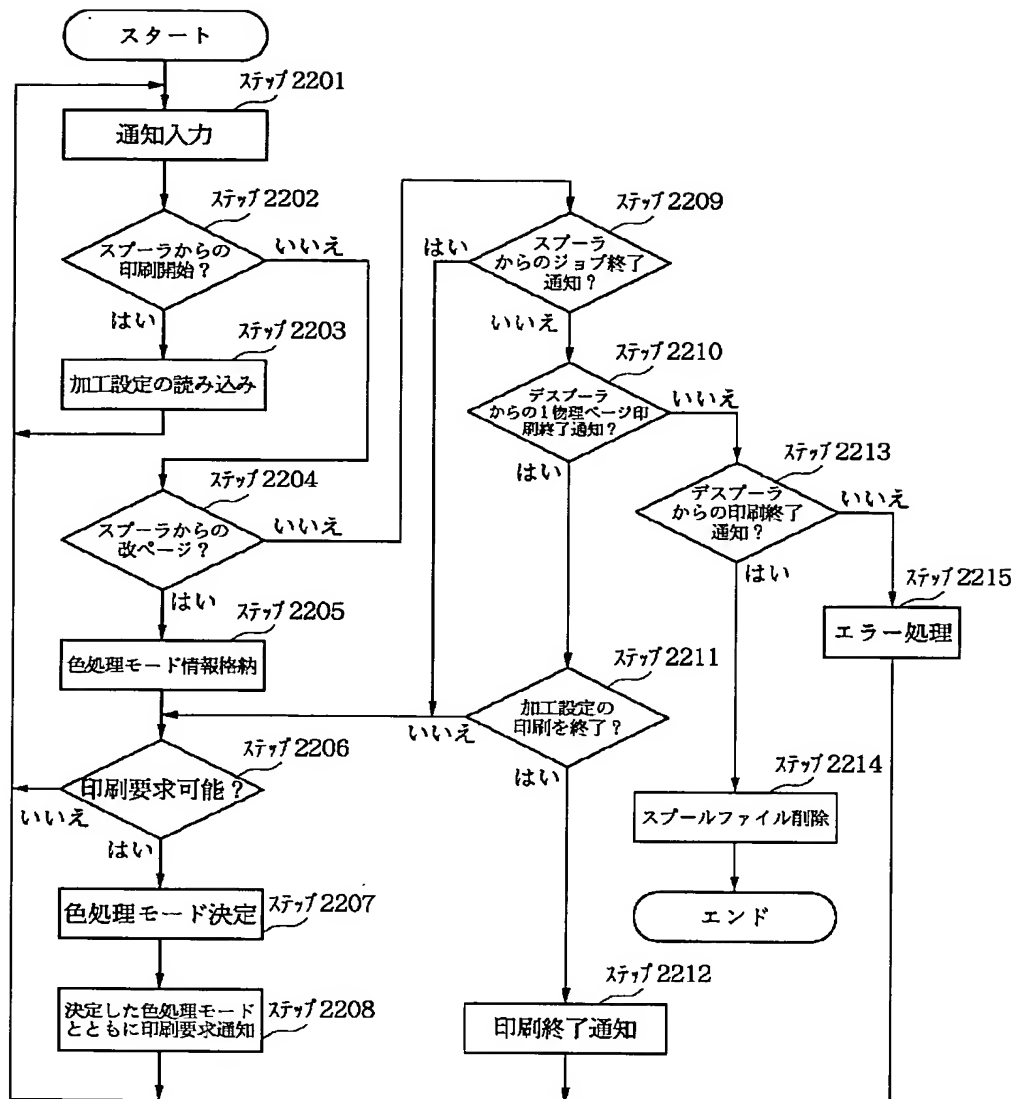 スタート
ステップ2201
通知入力
ステップ2202
スプーラからの
印刷開始?
いいえ
はい
ステップ2203
加工設定の読み込み
ステップ2204
スプーラからの
改ページ?
いいえ
はい
ステップ2205
色処理モード情報格納
ステップ2206
印刷要求可能?
いいえ
はい
色処理モード決定
ステップ2207
決定した色処理モード
とともに印刷要求通知
ステップ2208
ステップ2209
スプーラ
からのジョブ終了
通知?
はい
いいえ
ステップ2210
デスプーラ
からの1物理ページ印
刷終了通知?
いいえ
はい
ステップ2211
加工設定の
印刷を終了?
いいえ
はい
ステップ2212
印刷終了通知
ステップ2213
デスプーラ
からの印刷終了
通知?
いいえ
はい
ステップ2214
スプールファイル削除
エンド
ステップ2215
エラー処理